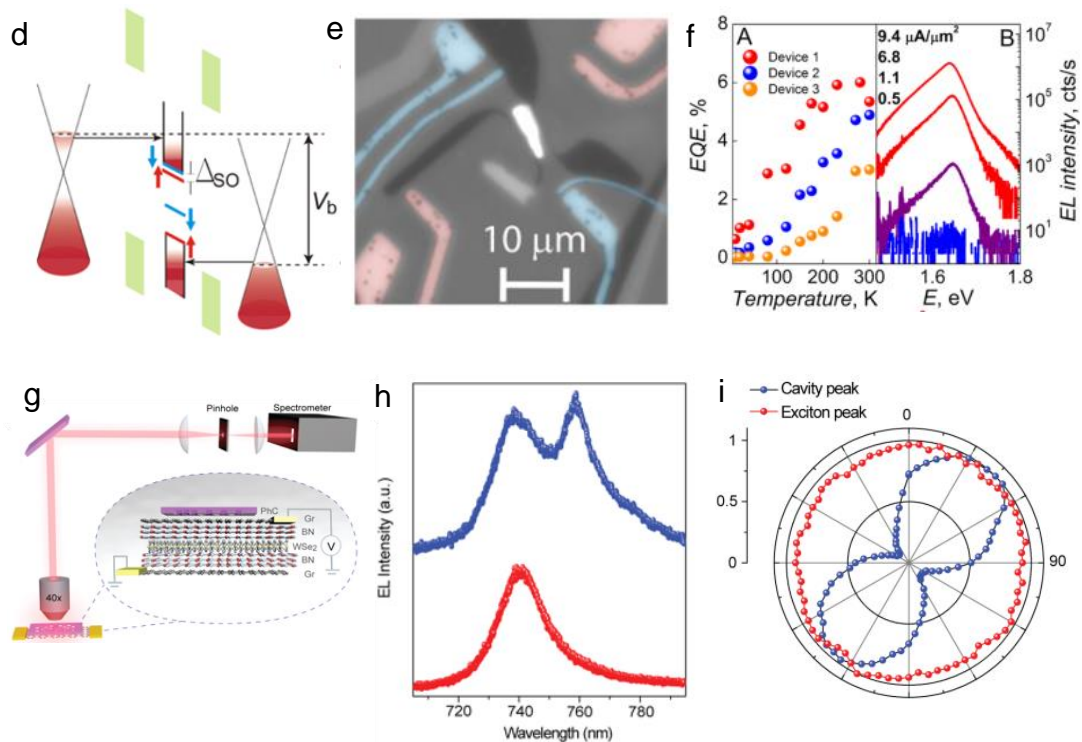 d
Δ_SO
V_b
e
10 μm
f
A
Device 1
Device 2
Device 3
8
6
4
2
0
EQE, %
100
200
300
Temperature, K
B
9.4 μA/μm²
6.8
1.1
0.5
10⁷
10⁵
10³
10¹
EL intensity, cts/s
1.6
1.8
E, eV
g
Pinhole
Spectrometer
PhC
Gr
BN
WSe₂
BN
Gr
V
40x
h
EL Intensity (a.u.)
720
740
760
780
Wavelength (nm)
i
Cavity peak
Exciton peak
0
1
0.5
0
90